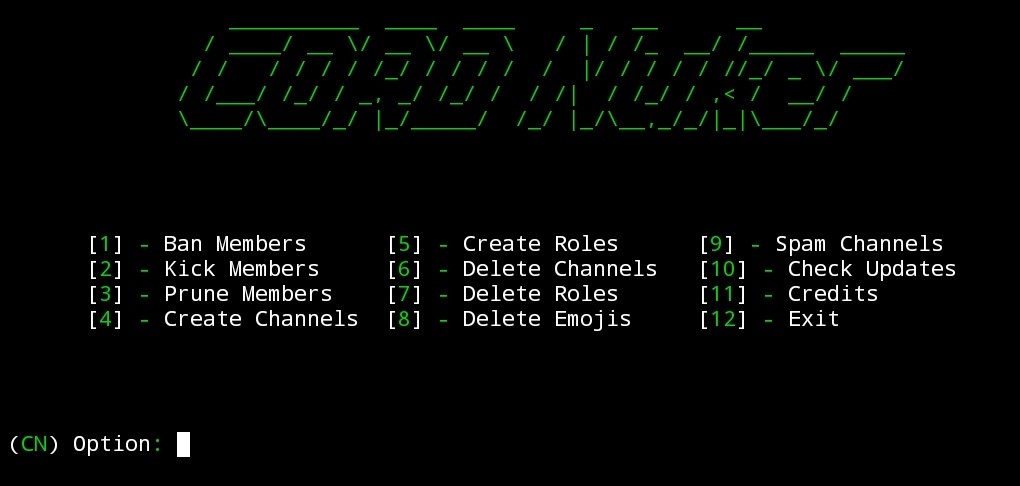 CORD Nuker
[1] - Ban Members [5] - Create Roles [9] - Spam Channels
[2] - Kick Members [6] - Delete Channels [10] - Check Updates
[3] - Prune Members [7] - Delete Roles [11] - Credits
[4] - Create Channels [8] - Delete Emojis [12] - Exit
(CN) Option: